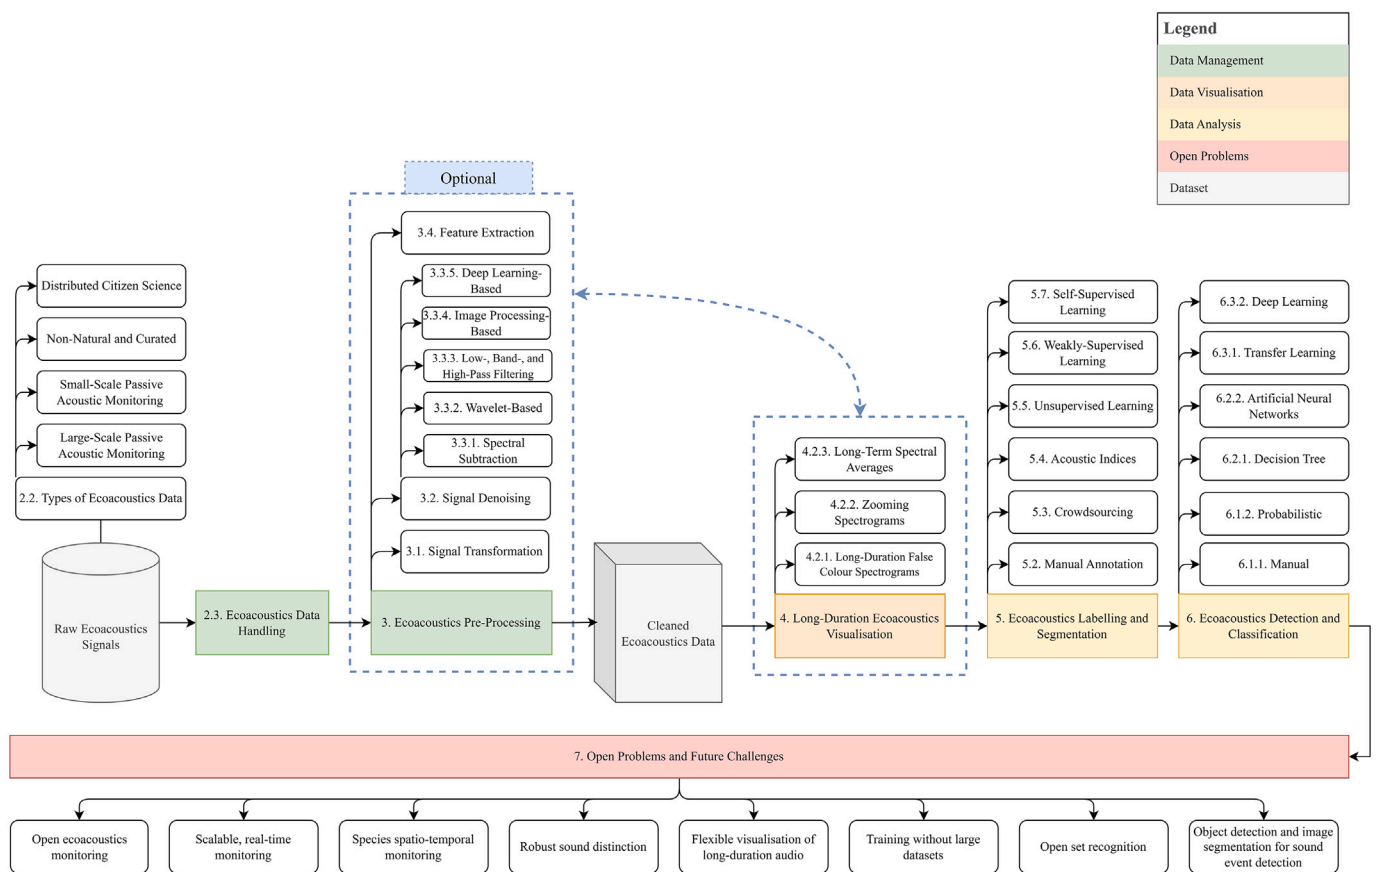 Legend
Data Management
Data Visualisation
Data Analysis
Open Problems
Dataset
Optional
3.4. Feature Extraction
3.3.5. Deep Learning-
Based
3.3.4. Image Processing-
Based
3.3.3. Low-, Band-, and
High-Pass Filtering
3.3.2. Wavelet-Based
3.3.1. Spectral
Subtraction
3.2. Signal Denoising
3.1. Signal Transformation
Distributed Citizen Science
Non-Natural and Curated
Small-Scale Passive
Acoustic Monitoring
Large-Scale Passive
Acoustic Monitoring
2.2. Types of Ecoacoustics Data
Raw Ecoacoustics
Signals
2.3. Ecoacoustics Data
Handling
3. Ecoacoustics Pre-Processing
Cleaned
Ecoacoustics Data
4.2.3. Long-Term Spectral
Averages
4.2.2. Zooming
Spectrograms
4.2.1. Long-Duration False
Colour Spectrograms
4. Long-Duration Ecoacoustics
Visualisation
5.7. Self-Supervised
Learning
5.6. Weakly-Supervised
Learning
5.5. Unsupervised Learning
5.4. Acoustic Indices
5.3. Crowdsourcing
5.2. Manual Annotation
5. Ecoacoustics Labelling and
Segmentation
6.3.2. Deep Learning
6.3.1. Transfer Learning
6.2.2. Artificial Neural
Networks
6.2.1. Decision Tree
6.1.2. Probabilistic
6.1.1. Manual
6. Ecoacoustics Detection and
Classification
7. Open Problems and Future Challenges
Open ecoacoustics
monitoring
Scalable, real-time
monitoring
Species spatio-temporal
monitoring
Robust sound distinction
Flexible visualisation of
long-duration audio
Training without large
datasets
Open set recognition
Object detection and image
segmentation for sound
event detection